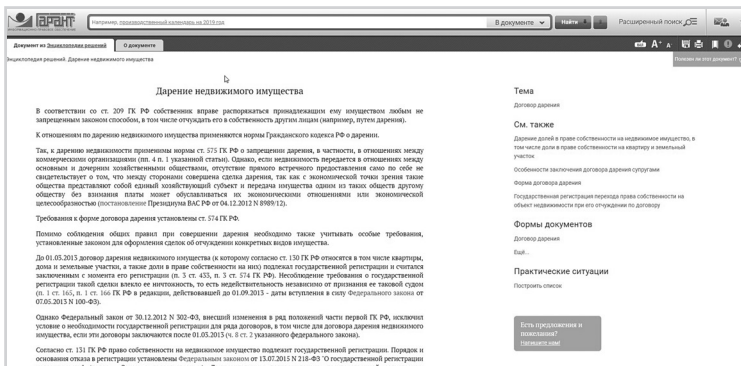 ГАРАНТ
Например, производственный календарь на 2019 год
В документе
Найти
Расширенный поиск
Документ из Энциклопедия решений
О документе
Энциклопедия решений. Дарение недвижимого имущества
Полезен ли этот документ?
Дарение недвижимого имущества
В соответствии со ст. 209 ГК РФ собственник вправе распоряжаться принадлежащим ему имуществом любым не
запрещенным законом способом, в том числе отчуждать его в собственность другим лицам (например, путем дарения).
К отношениям по дарению недвижимого имущества применяются нормы Гражданского кодекса РФ о дарении.
Так, к дарению недвижимости применимы нормы ст. 575 ГК РФ о запрещении дарения, в частности, в отношениях между
коммерческими организациями (пп. 4 п. 1 указанной статьи). Однако, если недвижимость передается в отношениях между
основным и дочерним хозяйственными обществами, отсутствие прямого встречного предоставления само по себе не
свидетельствует о том, что между сторонами совершена сделка дарения, так как с экономической точки зрения такие
общества представляют собой единый хозяйствующий субъект и передача имущества одним из таких обществ другому
обществу без взимания платы может обуславливаться их экономическими отношениями или экономической
целесообразностью (постановление Президиума ВАС РФ от 04.12.2012 N 8989/12).
Требования к форме договора дарения установлены ст. 574 ГК РФ.
Помимо соблюдения общих правил при совершении дарения необходимо также учитывать особые требования,
установленные законом для оформления сделок об отчуждении конкретных видов имущества.
До 01.03.2013 договор дарения недвижимого имущества (к которому согласно ст. 130 ГК РФ относятся в том числе квартиры,
дома и земельные участки, а также доли в праве собственности на них) подлежал государственной регистрации и считался
заключенным с момента его регистрации (п. 3 ст. 433, п. 3 ст. 574 ГК РФ). Несоблюдение требования о государственной
регистрации такой сделки влекло ее ничтожность, то есть недействительность независимо от признания ее таковой судом
(п. 1 ст. 165, п. 1 ст. 166 ГК РФ в редакции, действовавшей до 01.09.2013 – даты вступления в силу Федерального закона от
07.05.2013 N 100-ФЗ).
Однако Федеральный закон от 30.12.2012 N 302-ФЗ, внесший изменения в ряд положений части первой ГК РФ, исключил
условие о необходимости государственной регистрации для ряда договоров, в том числе для договора дарения недвижимого
имущества, если эти договоры заключаются после 01.03.2013 (ч. 8 ст. 2 указанного федерального закона).
Согласно ст. 131 ГК РФ право собственности на недвижимое имущество подлежит государственной регистрации. Порядок и
основания отказа в регистрации установлены Федеральным законом от 13.07.2015 N 218-ФЗ "О государственной регистрации
Тема
Договор дарения
См. также
Дарение долей в праве собственности на недвижимое имущество, в
том числе доли в праве собственности на квартиру и земельный
участок
Особенности заключения договора дарения супругами
Форма договора дарения
Государственная регистрация перехода права собственности на
объект недвижимости при его отчуждении по договору
Формы документов
Договор дарения
Ещё...
Практические ситуации
Построить список
Есть предложения и
пожелания?
Напишите нам!